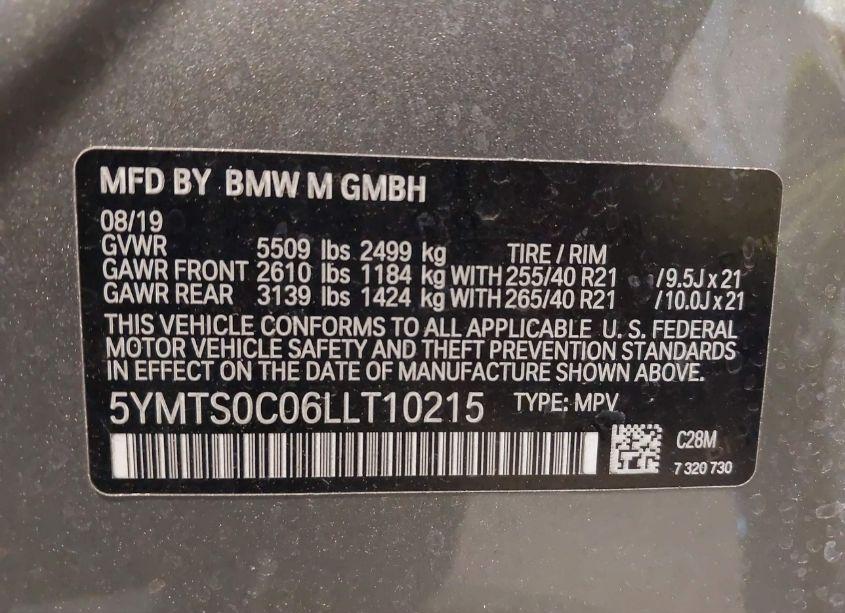 MFD BY BMW M GMBH
08/19
GVWR 5509 lbs 2499 kg TIRE / RIM
GAWR FRONT 2610 lbs 1184 kg WITH 255/40 R21 /9.5J x 21
GAWR REAR 3139 lbs 1424 kg WITH 265/40 R21 /10.0J x 21
THIS VEHICLE CONFORMS TO ALL APPLICABLE U. S. FEDERAL
MOTOR VEHICLE SAFETY AND THEFT PREVENTION STANDARDS
IN EFFECT ON THE DATE OF MANUFACTURE SHOWN ABOVE.
5YMTS0C06LLT10215 TYPE: MPV
C28M
7 320 730